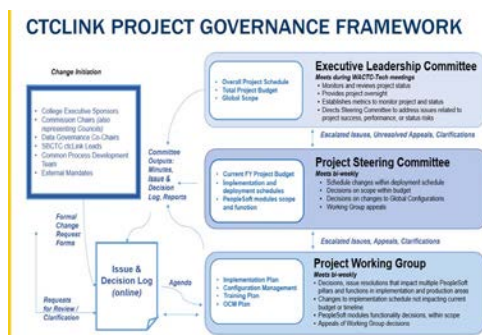 CTCLINK PROJECT GOVERNANCE FRAMEWORK
Change Initiation
• College Executive Sponsors
• Commission Chairs (also
representing Councils)
• Data Governance Co-Chairs
• SBCTC ctcLink Leads
• Common Process Development
Team
• External Mandates
Formal
Change
Request
Forms
Requests
for Review /
Clarification
Issue &
Decision Log
(online)
Agenda
Committee
Outputs:
Minutes,
Issue &
Decision
Log, Reports
• Overall Project Schedule
• Total Project Budget
• Global Scope
Executive Leadership Committee
Meets during WACTC-Tech meetings
• Monitors and reviews project status
• Provides project oversight
• Establishes metrics to monitor project and status
• Directs Steering Committee to address issues related to
project success, performance, or status risks
Escalated Issues, Unresolved Appeals, Clarifications
• Current FY Project Budget
• Implementation and
deployment schedules
• PeopleSoft modules scope
and function
Project Steering Committee
Meets bi-weekly
• Schedule changes within deployment schedule
• Decisions on scope within budget
• Decisions on changes to Global Configurations
• Working Group appeals
Escalated Issues, Appeals, Clarifications
• Implementation Plan
• Configuration Management
• Training Plan
• OCM Plan
Project Working Group
Meets bi-weekly
• Decisions, issue resolutions that impact multiple PeopleSoft
pillars and functions in implementation and production areas
• Changes to implementation schedule not impacting current
budget or timeline
• PeopleSoft modules functionality decisions, within scope
• Appeals of Working Group decisions